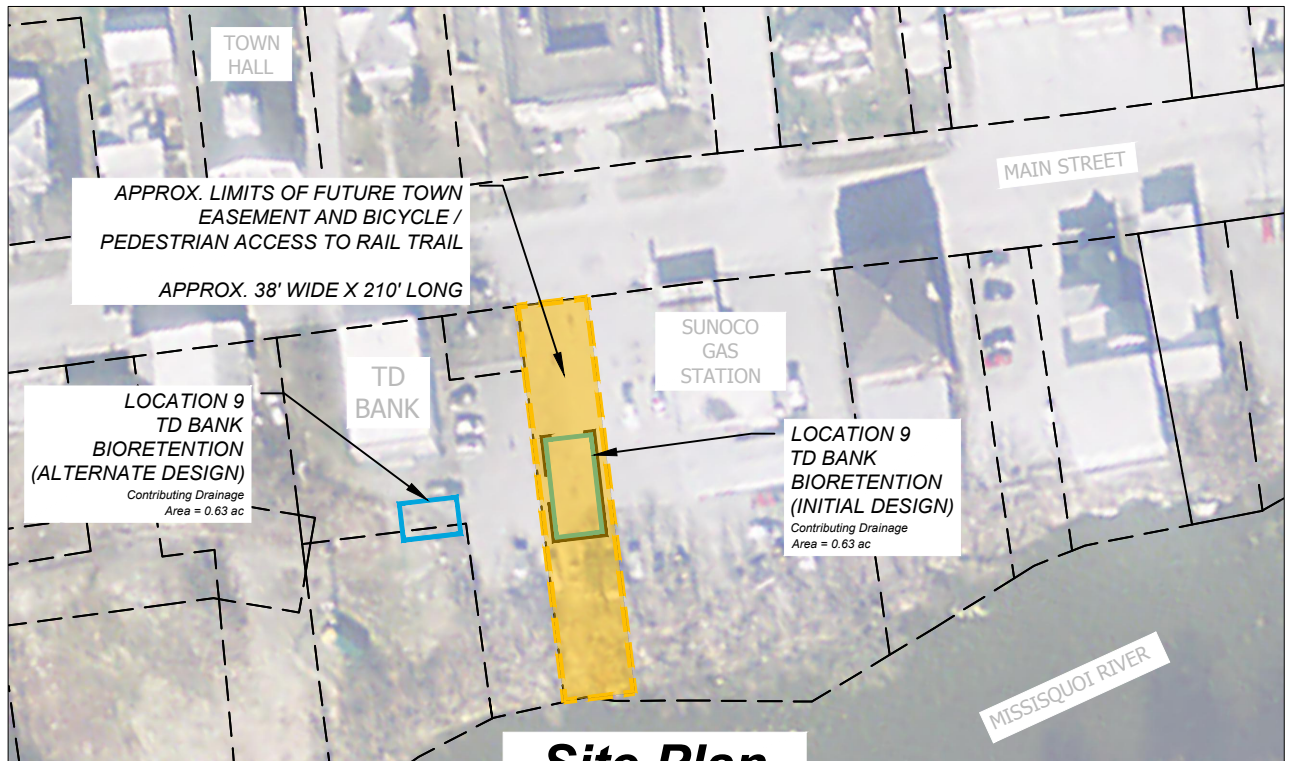 TOWN
HALL
MAIN STREET
APPROX. LIMITS OF FUTURE TOWN
EASEMENT AND BICYCLE /
PEDESTRIAN ACCESS TO RAIL TRAIL
APPROX. 38' WIDE X 210' LONG
SUNOCO
GAS
STATION
TD
BANK
LOCATION 9
TD BANK
BIORETENTION
(ALTERNATE DESIGN)
Contributing Drainage
Area = 0.63 ac
LOCATION 9
TD BANK
BIORETENTION
(INITIAL DESIGN)
Contributing Drainage
Area = 0.63 ac
MISSISQUOI RIVER
Site Plan